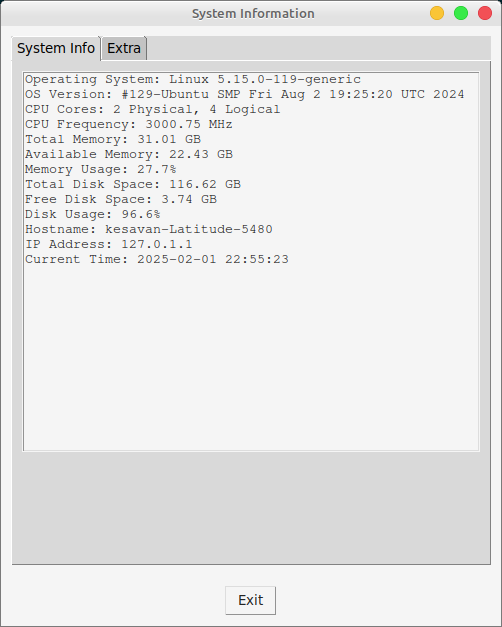 System Information
System Info Extra
Operating System: Linux 5.15.0-119-generic
OS Version: #129-Ubuntu SMP Fri Aug 2 19:25:20 UTC 2024
CPU Cores: 2 Physical, 4 Logical
CPU Frequency: 3000.75 MHz
Total Memory: 31.01 GB
Available Memory: 22.43 GB
Memory Usage: 27.7%
Total Disk Space: 116.62 GB
Free Disk Space: 3.74 GB
Disk Usage: 96.6%
Hostname: kesavan-Latitude-5480
IP Address: 127.0.1.1
Current Time: 2025-02-01 22:55:23
Exit